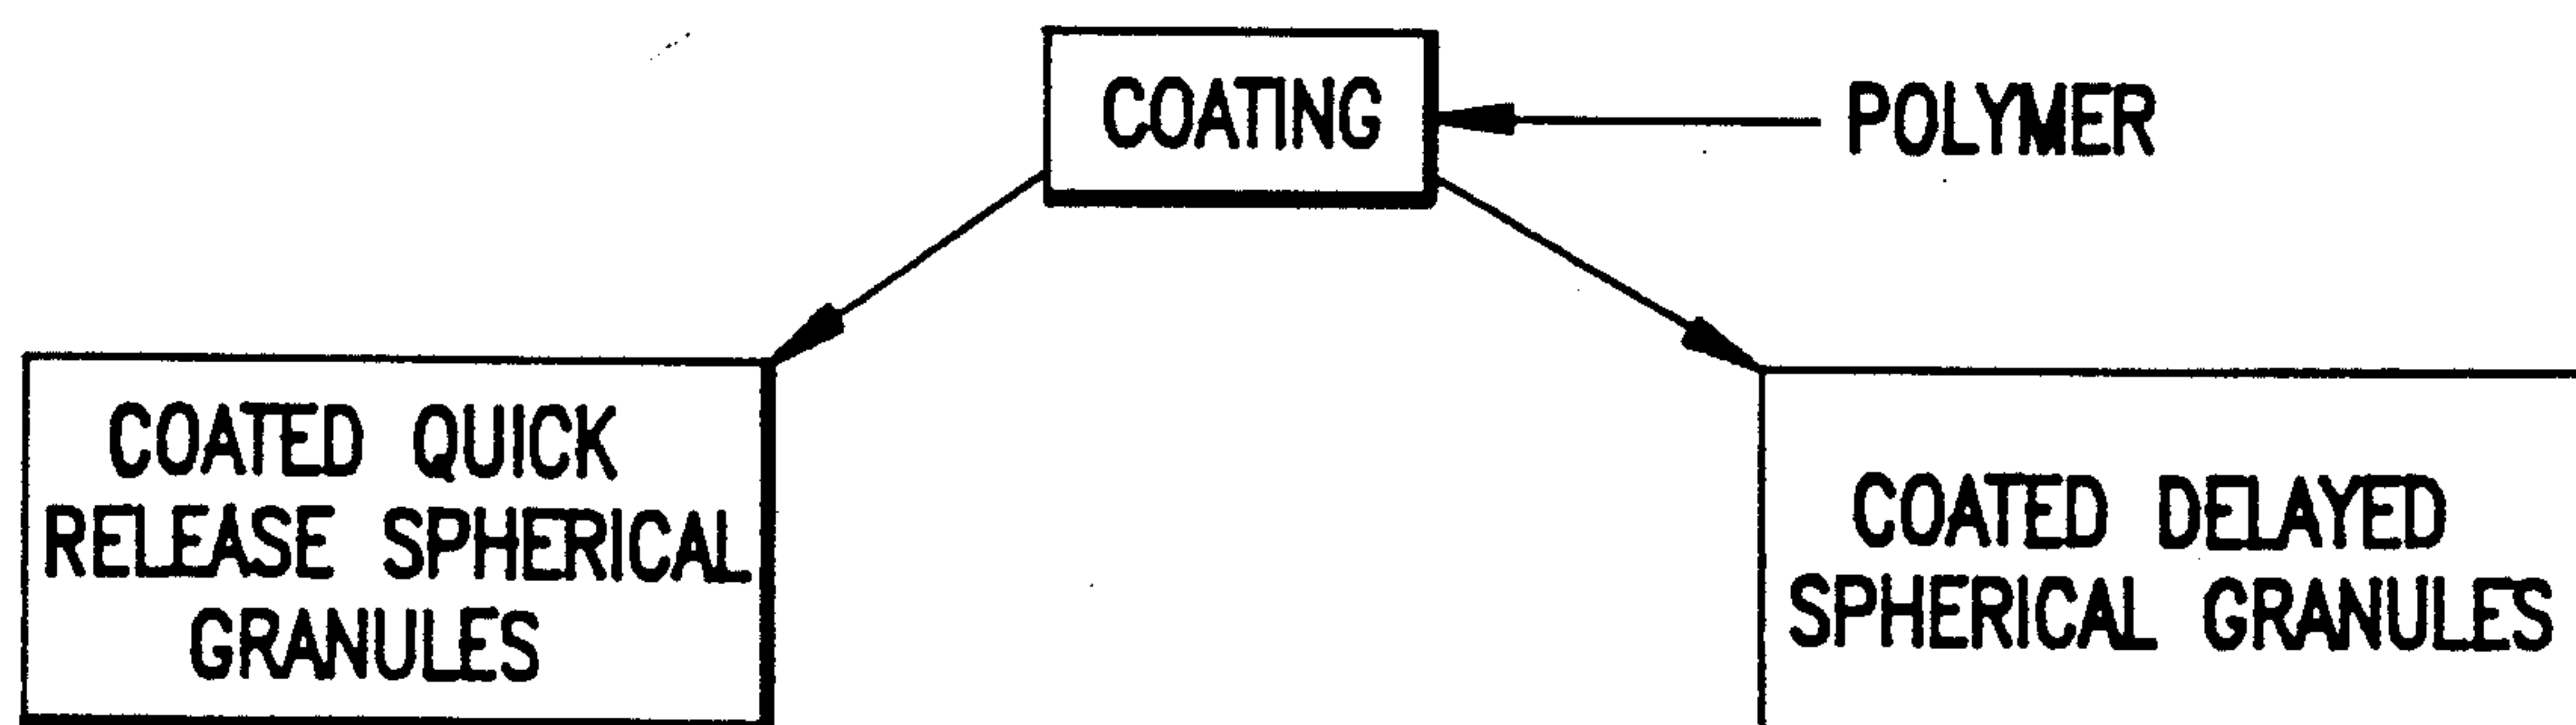 COATING
POLYMER
COATED QUICK
RELEASE SPHERICAL
GRANULES
COATED DELAYED
SPHERICAL GRANULES